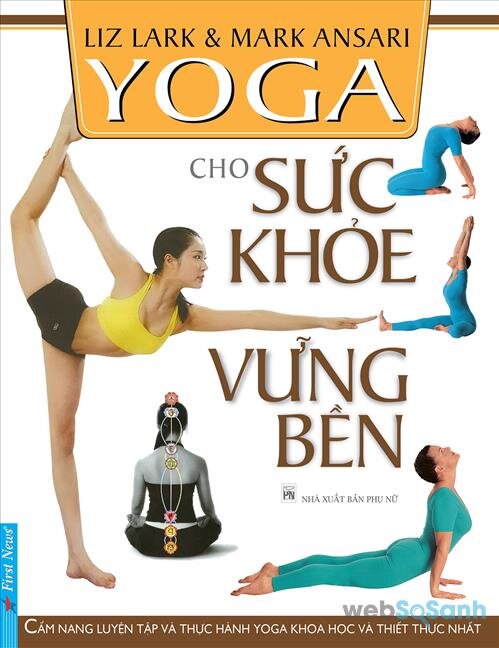 LIZ LARK & MARK ANSARI
YOGA
CHO SỨC
KHỎE
VỮNG
BỀN
PN
NHÀ XUẤT BẢN PHỤ NỮ
First News
webSoSanh
CẨM NANG LUYỆN TẬP VÀ THỰC HÀNH YOGA KHOA HỌC VÀ THIẾT THỰC NHẤT